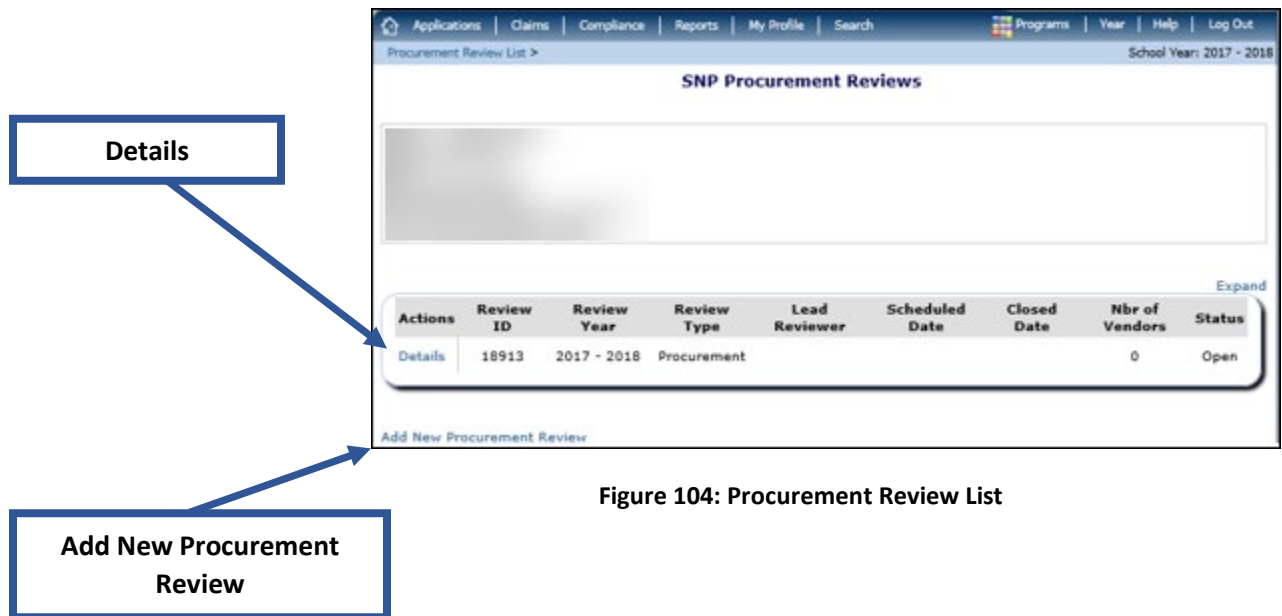 Applications | Claims | Compliance | Reports | My Profile | Search Programs | Year | Help | Log Out
Procurement Review List > School Year: 2017 - 2018
SNP Procurement Reviews
Details
Expand
Actions Review ID Review Year Review Type Lead Reviewer Scheduled Date Closed Date Nbr of Vendors Status
Details 18913 2017 - 2018 Procurement 0 Open
Add New Procurement Review
Figure 104: Procurement Review List
Add New Procurement
Review